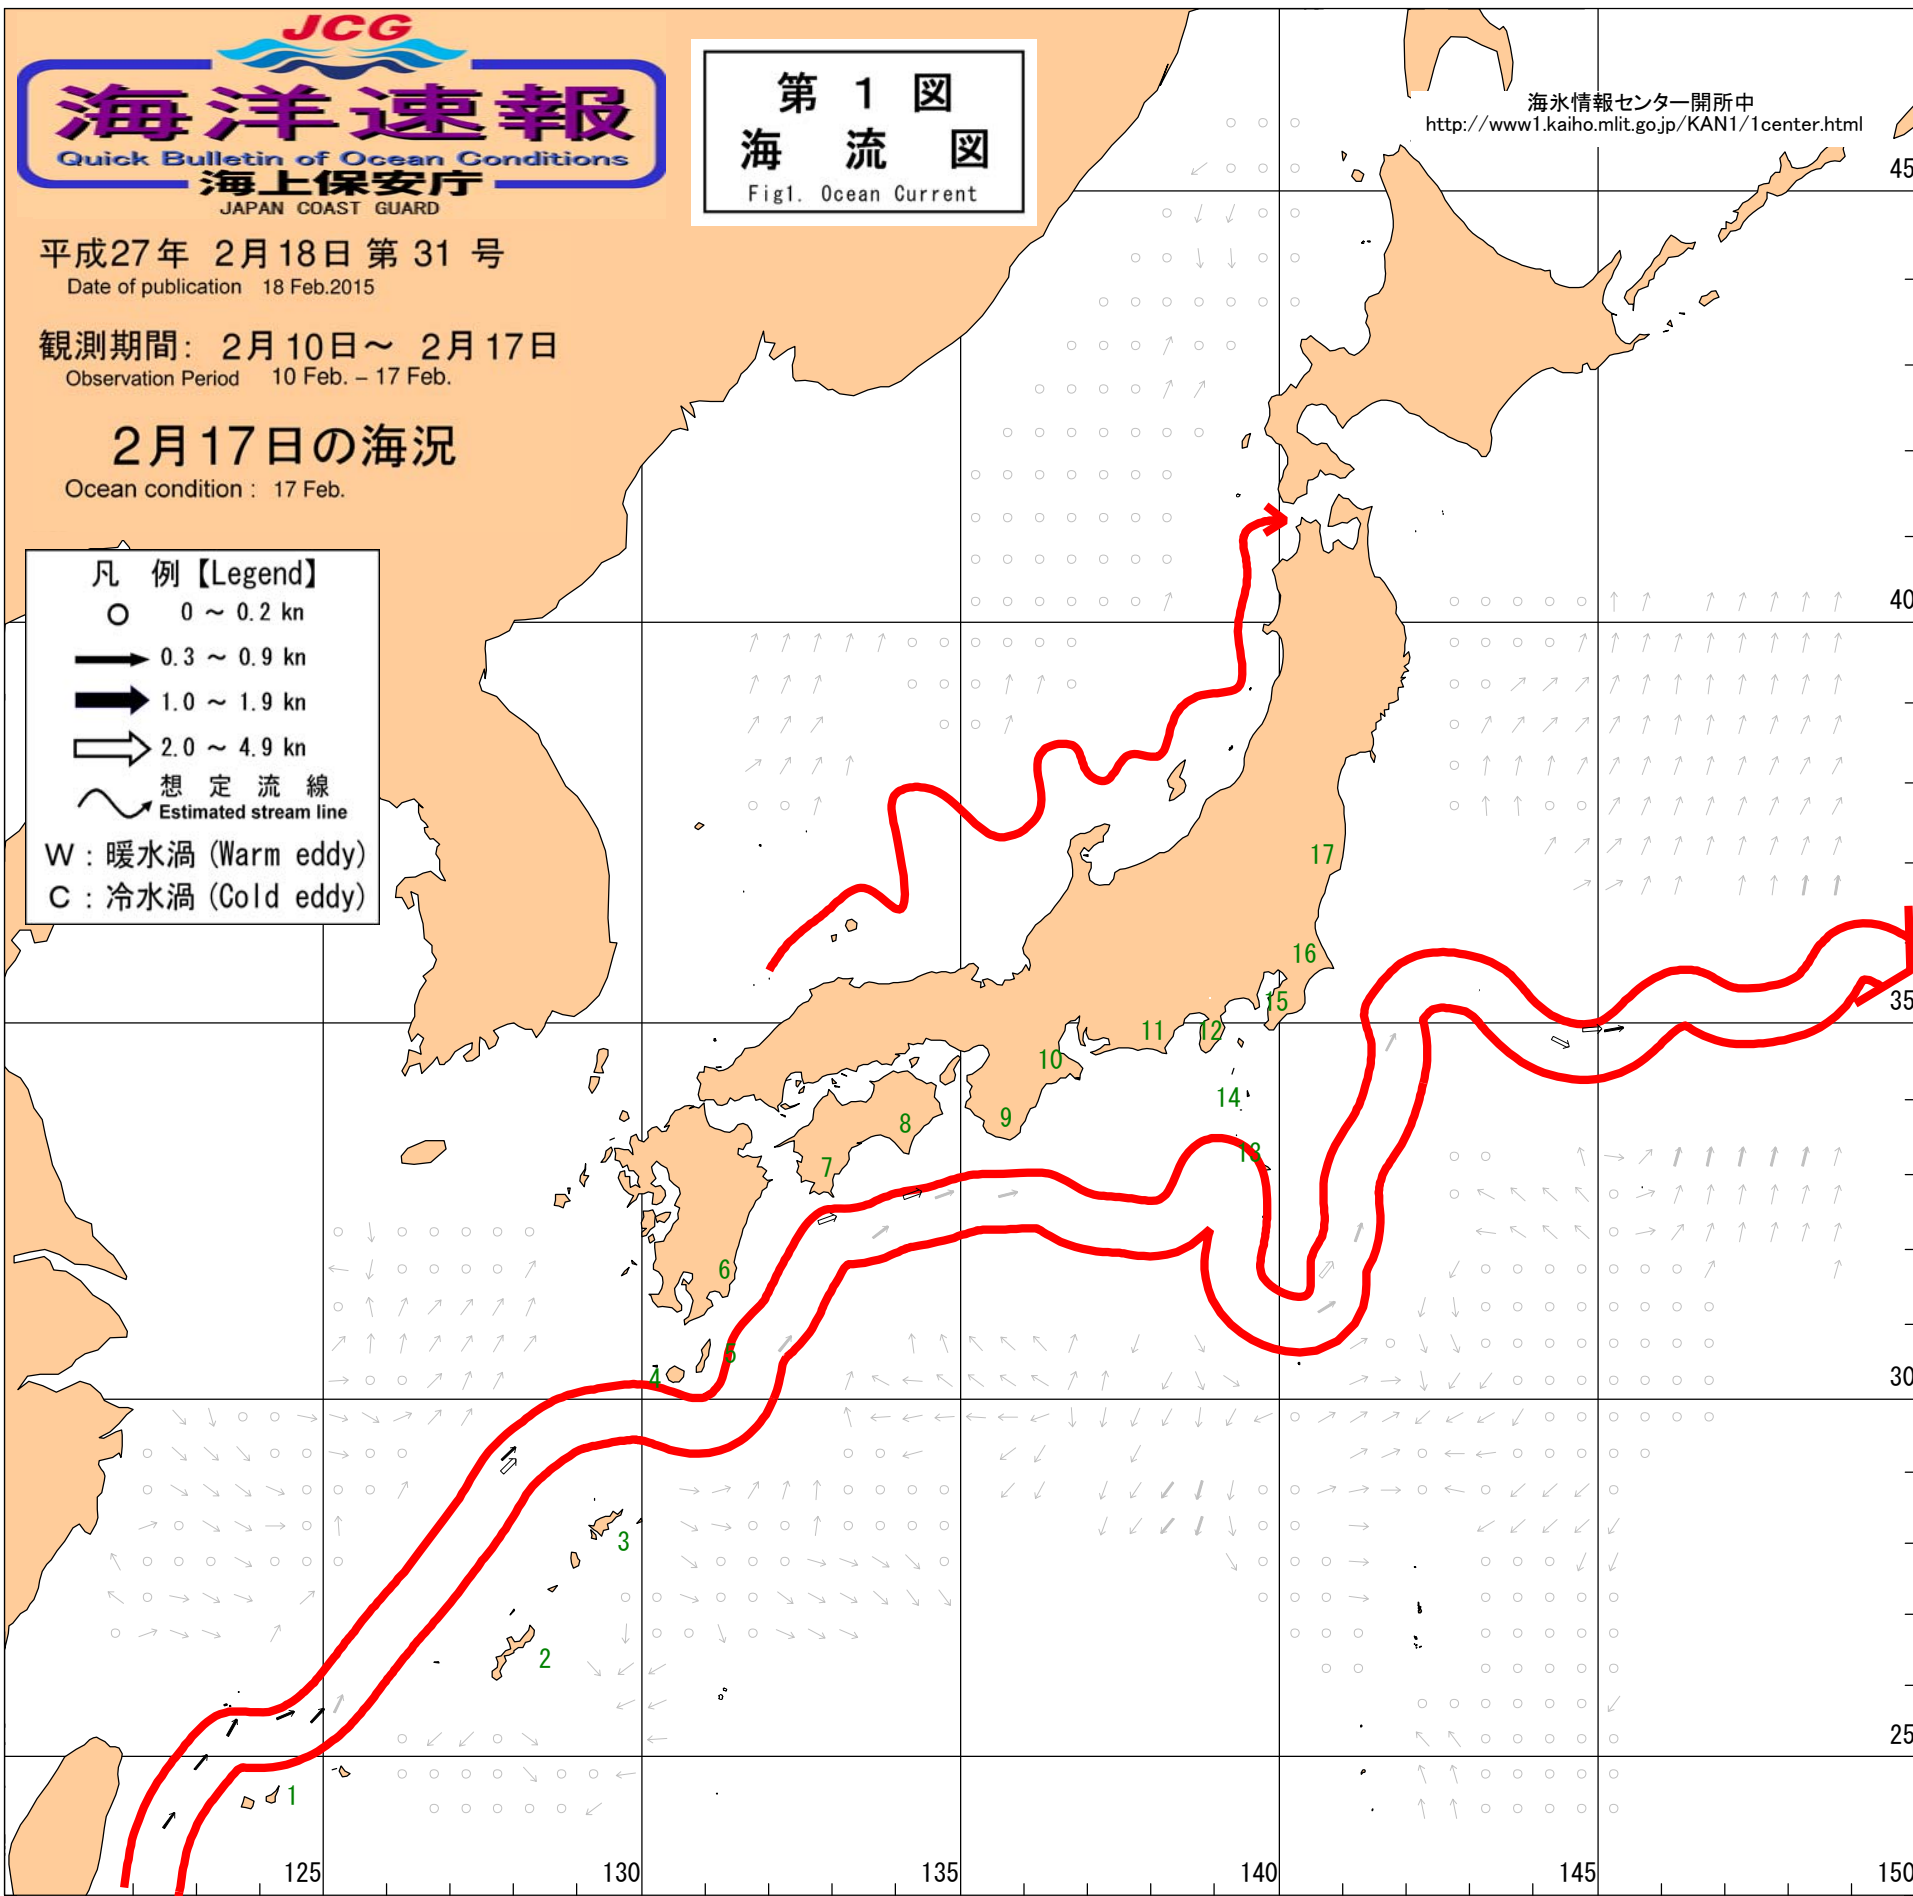 JCG
海洋速報
Quick Bulletin of Ocean Conditions
海上保安庁
JAPAN COAST GUARD
第 1 図
海 流 図
Fig1. Ocean Current
海氷情報センター開所中
http://www1.kaiho.mlit.go.jp/KAN1/1center.html
平成27年 2月18日 第 31 号
Date of publication 18 Feb.2015
観測期間: 2月10日～ 2月17日
Observation Period 10 Feb. – 17 Feb.
2月17日の海況
Ocean condition : 17 Feb.
凡 例【Legend】
0 ～ 0.2 kn
0.3 ～ 0.9 kn
1.0 ～ 1.9 kn
2.0 ～ 4.9 kn
想 定 流 線
Estimated stream line
W : 暖水渦 (Warm eddy)
C : 冷水渦 (Cold eddy)
45
40
35
30
25
17
16
15
12
11
10
14
13
9
8
7
6
5
4
3
2
1
125
130
135
140
145
150